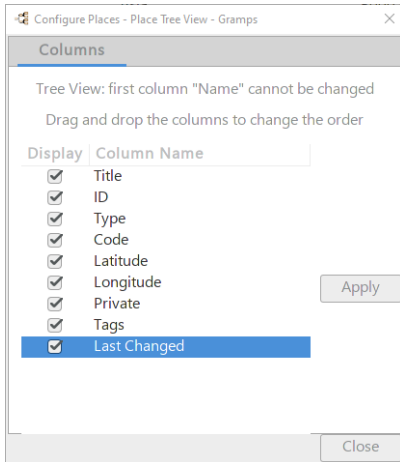 Configure Places - Place Tree View - Gramps
Columns
Tree View: first column "Name" cannot be changed
Drag and drop the columns to change the order
Display Column Name
Title
ID
Type
Code
Latitude
Longitude
Apply
Private
Tags
Last Changed
Close